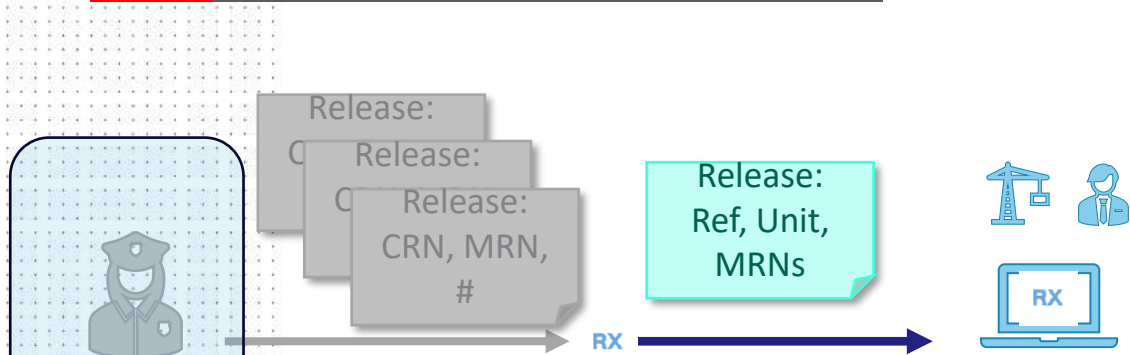 Release:
Release:
Release:
CRN, MRN,
#
Release:
Ref, Unit,
MRNs
RX
RX